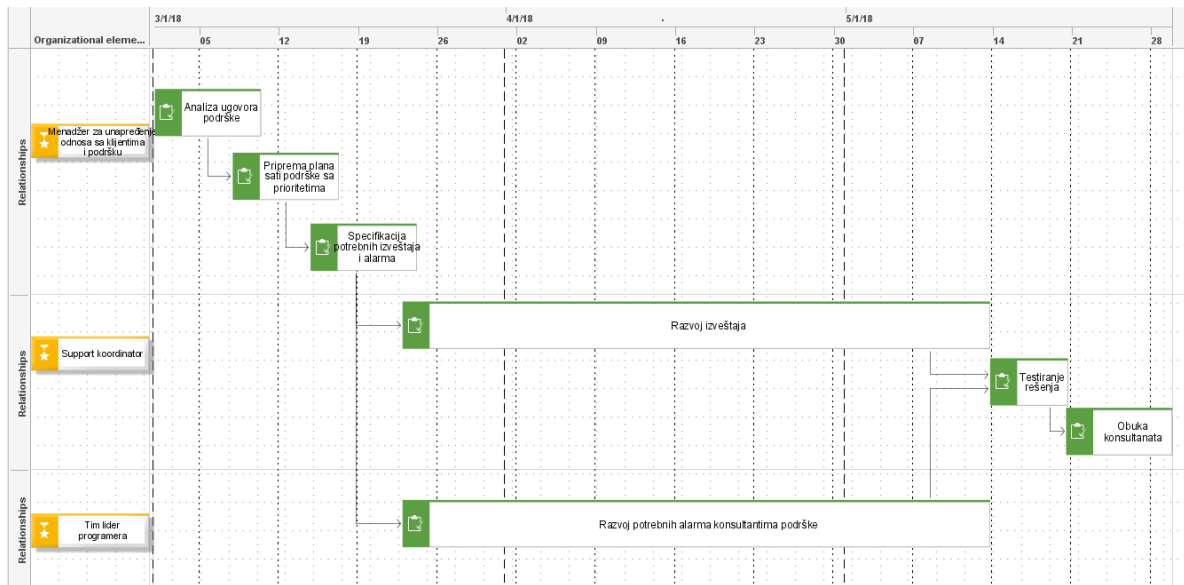 3/1/18 4/1/18 5/1/18
Organizational eleme... 05 12 19 26 02 09 16 23 30 07 14 21 28
Relationships
Menadžer za unapređenje
odnosa sa klijentima
i podršku
Analiza ugovora
podrške
Priprema plana
sati podrške sa
prioritetima
Specifikacija
potrebnih izveštaja
i alarma
Relationships
Support koordinator
Razvoj izveštaja
Testiranje
rešenja
Obuka
konsultanata
Relationships
Tim lider
programera
Razvoj potrebnih alarma konsultantima podrške